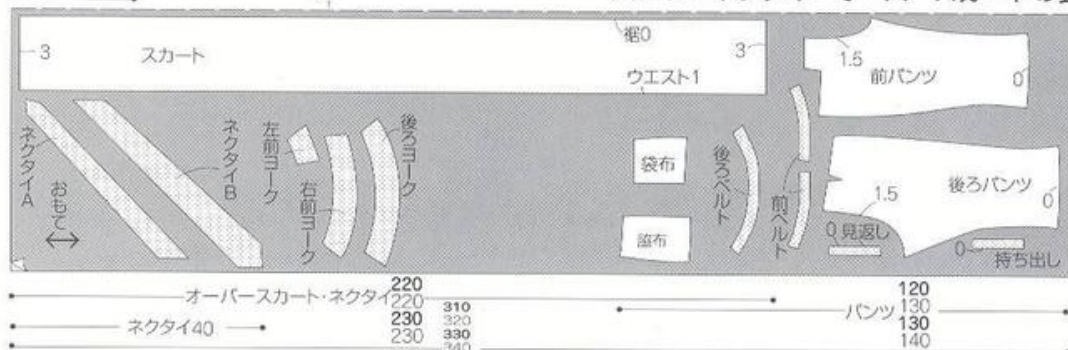 裾0
3
スカート
3
ウエスト1
1.5
前パンツ
0
ネクタイA
おもて
ネクタイB
左前ヨーク
右前ヨーク
後ろヨーク
袋布
脇布
後ろベルト
前ベルト
後ろパンツ
1.5
0
0 見返し
0
持ち出し
オーバースカート・ネクタイ
220
220
230
230
310
320
330
340
ネクタイ40
パンツ
120
130
130
140